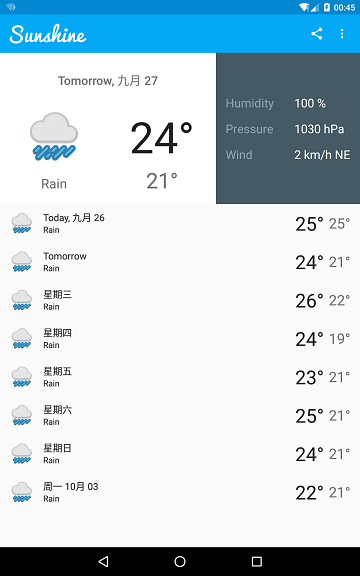 00:45
Sunshine
Tomorrow, 九月 27
24°
Rain
21°
Humidity 100 %
Pressure 1030 hPa
Wind 2 km/h NE
Today, 九月 26
Rain
25° 25°
Tomorrow
Rain
24° 21°
星期三
Rain
26° 22°
星期四
Rain
24° 19°
星期五
Rain
23° 21°
星期六
Rain
25° 21°
星期日
Rain
24° 21°
周一 10月 03
Rain
22° 21°